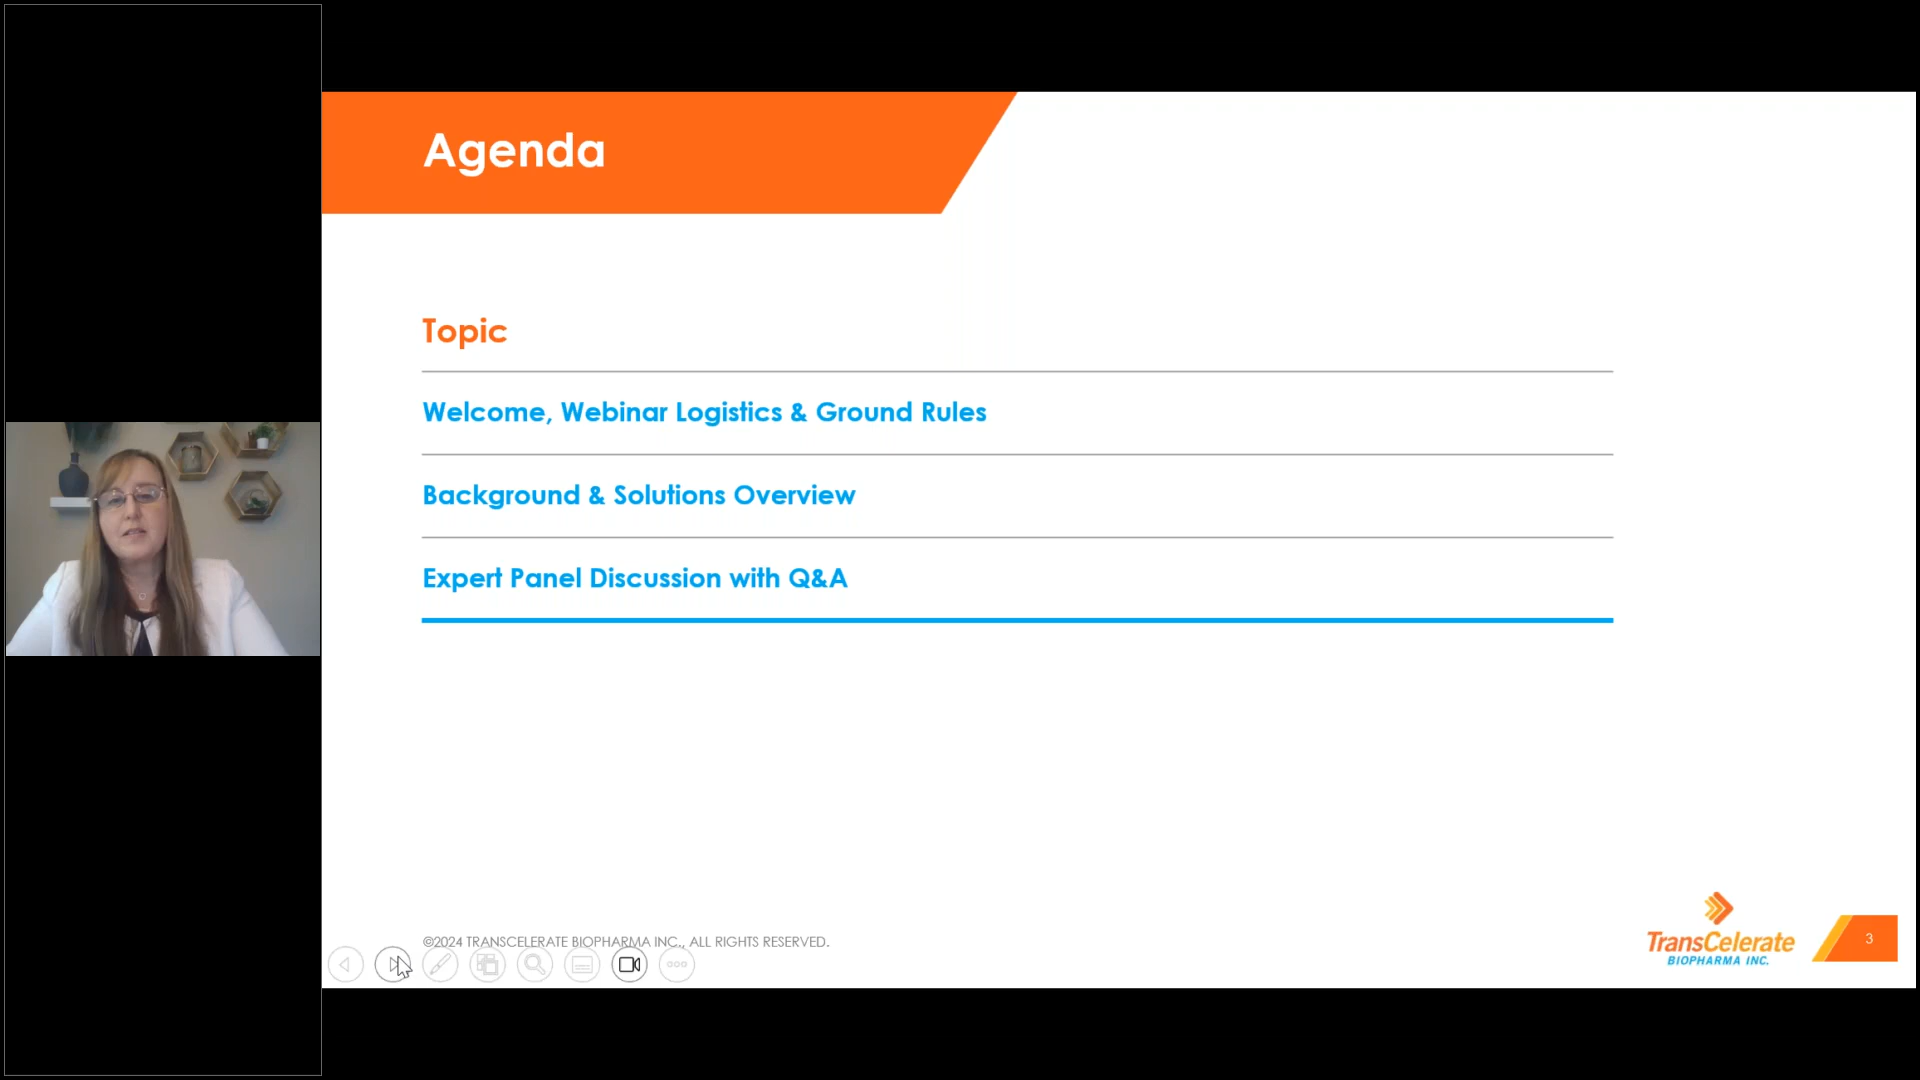 Agenda
Topic
Welcome, Webinar Logistics & Ground Rules
Background & Solutions Overview
Expert Panel Discussion with Q&A
©2024 TRANSCELERATE BIOPHARMA INC., ALL RIGHTS RESERVED.
TransCelerate
BIOPHARMA INC.
3